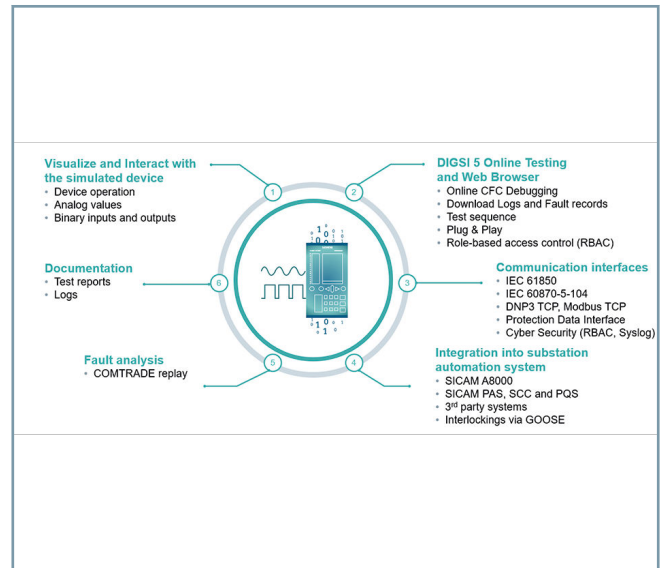 Visualize and Interact with
the simulated device
• Device operation
• Analog values
• Binary inputs and outputs
1
2
DIGSI 5 Online Testing
and Web Browser
• Online CFC Debugging
• Download Logs and Fault records
• Test sequence
• Plug & Play
• Role-based access control (RBAC)
Documentation
• Test reports
• Logs
6
3
Communication interfaces
• IEC 61850
• IEC 60870-5-104
• DNP3 TCP, Modbus TCP
• Protection Data Interface
• Cyber Security (RBAC, Syslog)
Fault analysis
• COMTRADE replay
5
4
Integration into substation
automation system
• SICAM A8000
• SICAM PAS, SCC and PQS
• 3rd party systems
• Interlockings via GOOSE